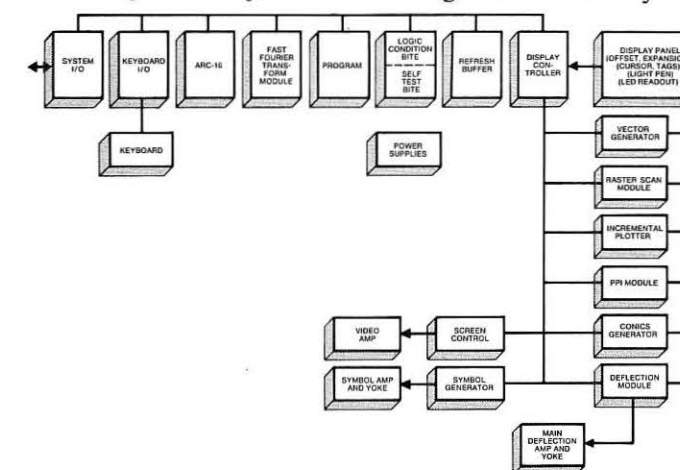 SYSTEM
I/O
KEYBOARD
I/O
ARC-16
FAST
FOURIER
TRANS-
FORM
MODULE
PROGRAM
LOGIC
CONDITION
BITE
SELF
TEST
BITE
REFRESH
BUFFER
DISPLAY
CON-
TROLLER
DISPLAY PANEL
(OFFSET, EXPANSIO
(CURSOR, TAGS)
(LIGHT PEN)
(LED READOUT)
KEYBOARD
POWER
SUPPLIES
VECTOR
GENERATOR
RASTER SCAN
MODULE
INCREMENTAL
PLOTTER
PPI MODULE
VIDEO
AMP
SCREEN
CONTROL
CONICS
GENERATOR
SYMBOL AMP
AND YOKE
SYMBOL
GENERATOR
DEFLECTION
MODULE
MAIN
DEFLECTION
AMP AND
YOKE